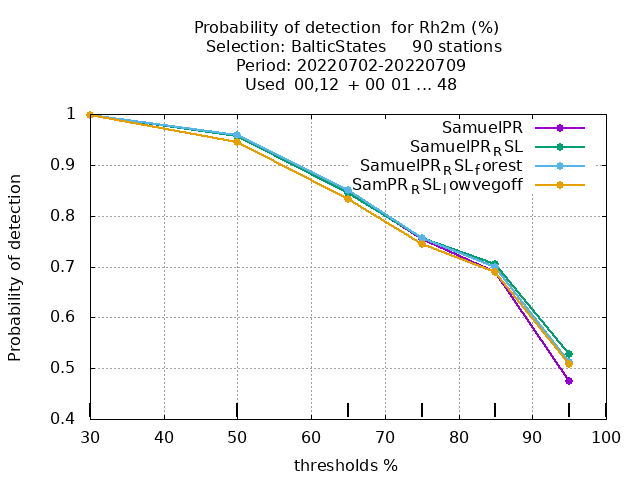 Probability of detection for Rh2m (%)
Selection: BalticStates 90 stations
Period: 20220702-20220709
Used 00,12 + 00 01 ... 48
SamuelPR
SamuelPR_RSL
SamuelPR_RSL_forest
SamPR_RSL_lowvegoff
Probability of detection
1
0.9
0.8
0.7
0.6
0.5
0.4
30 40 50 60 70 80 90 100
thresholds %